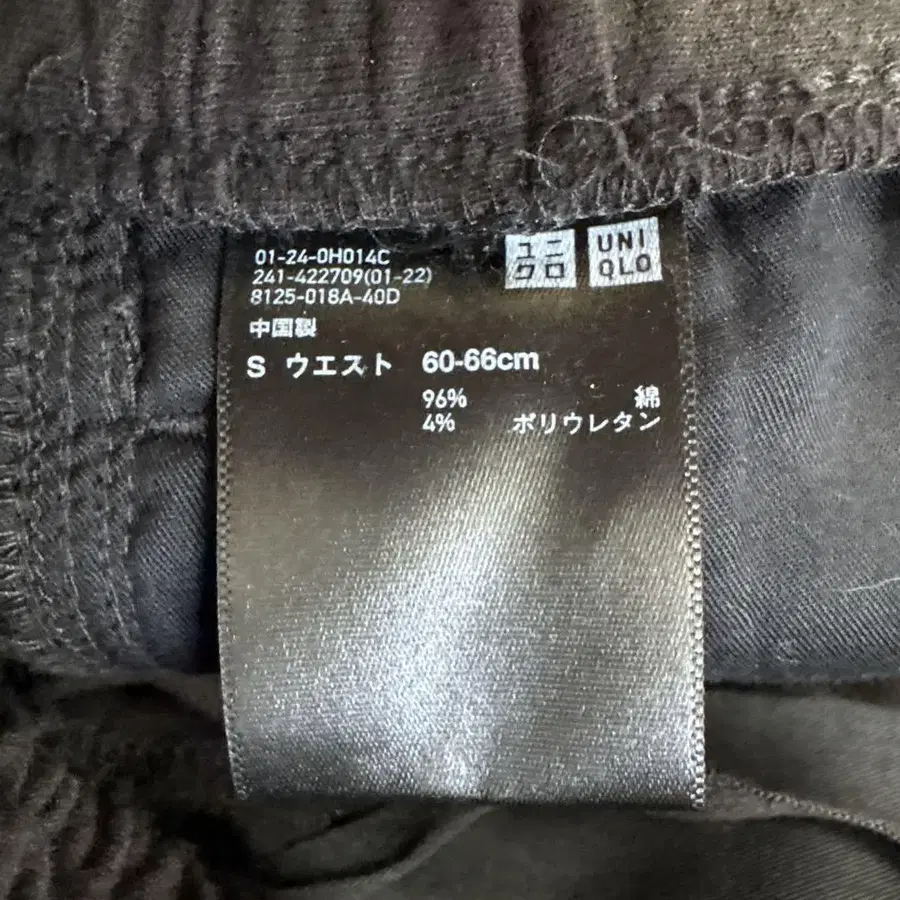 01-24-0H014C
241-422709(01-22)
8125-018A-40D
ユニ
クロ
UNI
QLO
中国製
S ウエスト 60-66cm
96% 綿
4% ポリウレタン